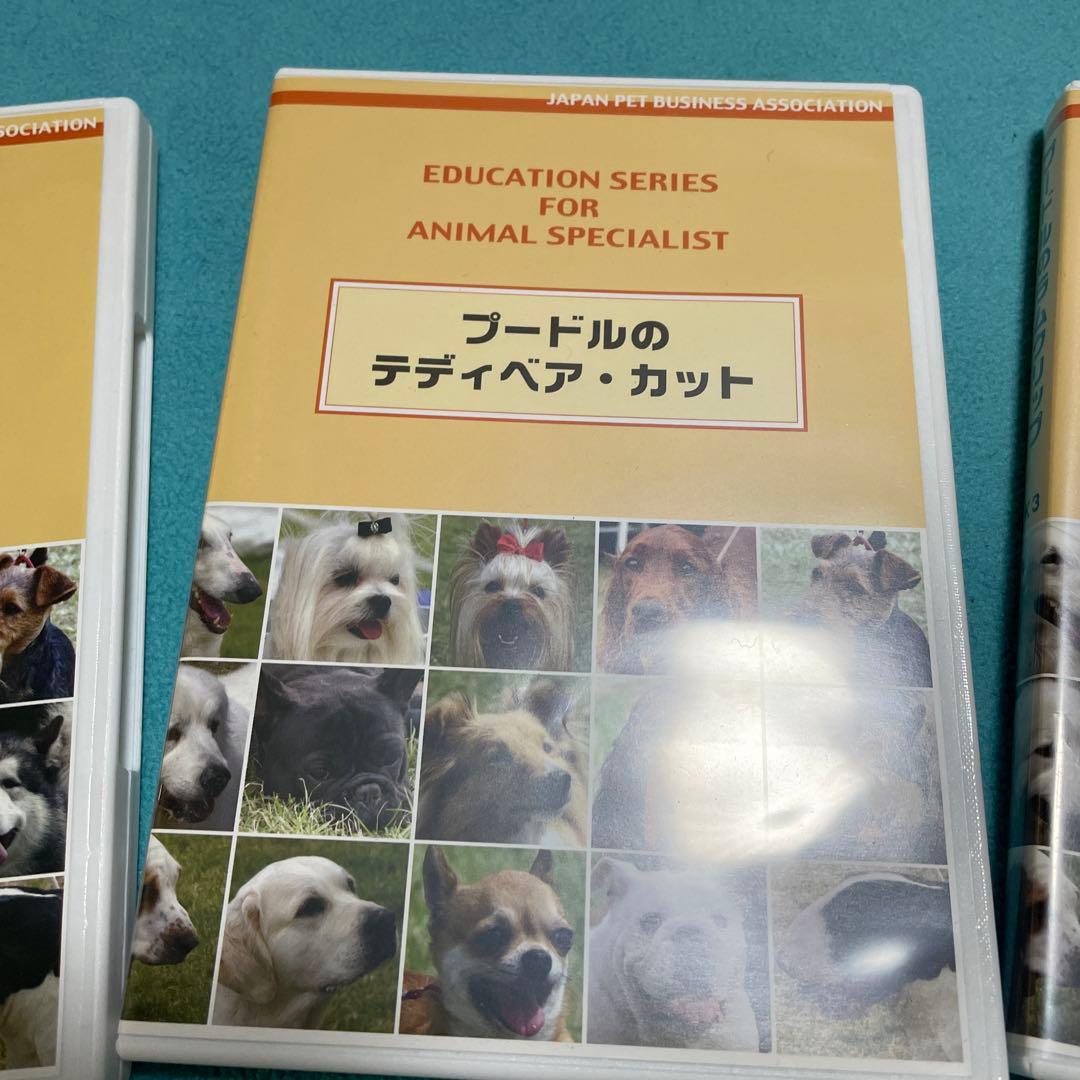 SOCIATION
JAPAN PET BUSINESS ASSOCIATION
EDUCATION SERIES
FOR
ANIMAL SPECIALIST
プードルの
テディベア・カット